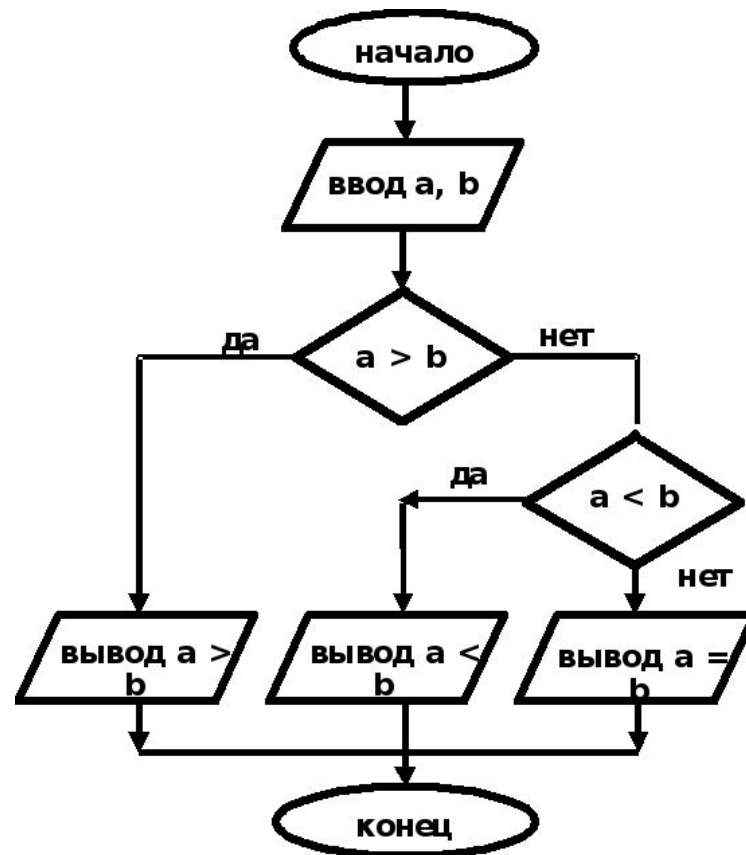 начало
ввод a, b
да
a > b
нет
да
a < b
нет
вывод a >
b
вывод a <
b
вывод a =
b
конец